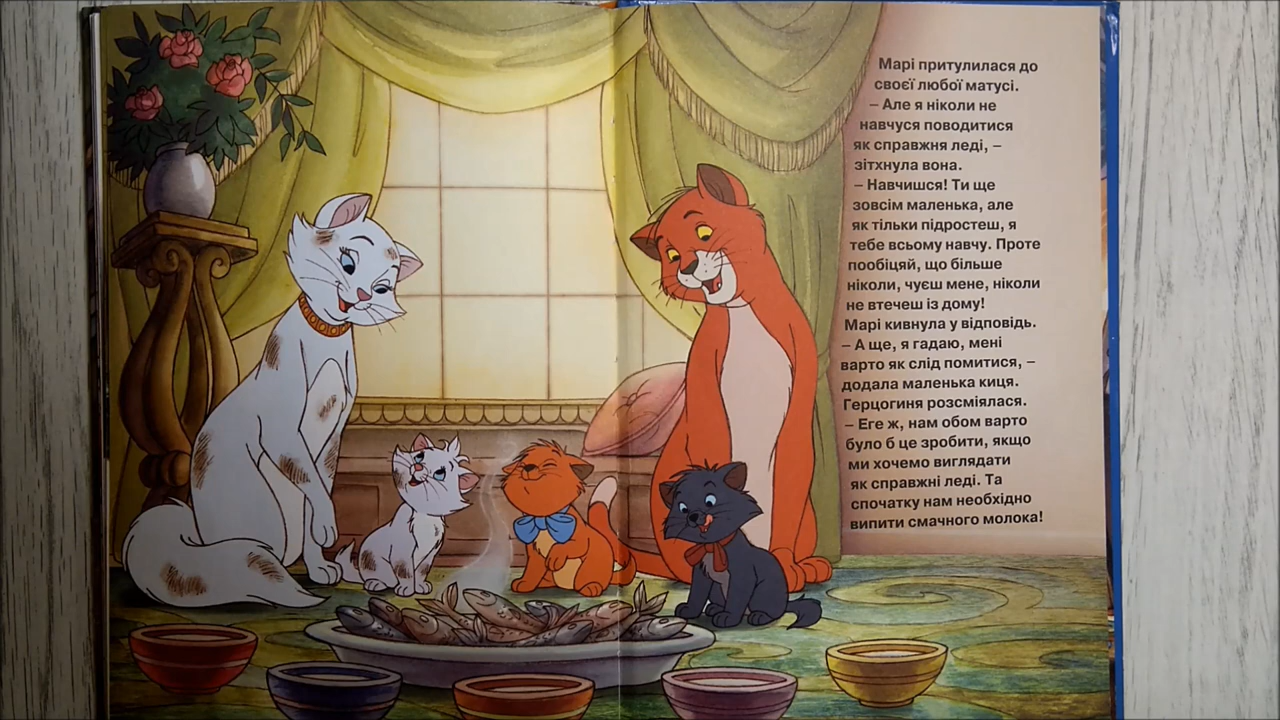 Марі притулилася до
своєї любої матусі.
– Але я ніколи не
навчуся поводитися
як справжня леді, –
зітхнула вона.
– Навчишся! Ти ще
зовсім маленька, але
як тільки підростеш, я
тебе всьому навчу. Проте
пообіцяй, що більше
ніколи, чуєш мене, ніколи
не втечеш із дому!
Марі кивнула у відповідь.
– А ще, я гадаю, мені
варто як слід помитися, –
додала маленька киця.
Герцогиня розсміялася.
– Еге ж, нам обом варто
було б це зробити, якщо
ми хочемо виглядати
як справжні леді. Та
спочатку нам необхідно
випити смачного молока!